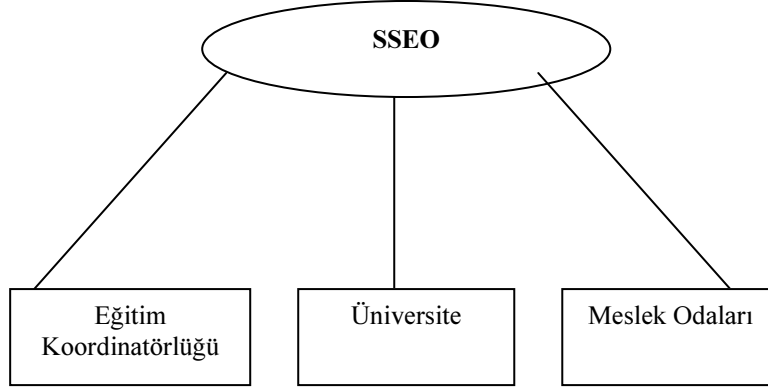 SSEO
Eğitim
Koordinatörlüğü
Üniversite
Meslek Odaları